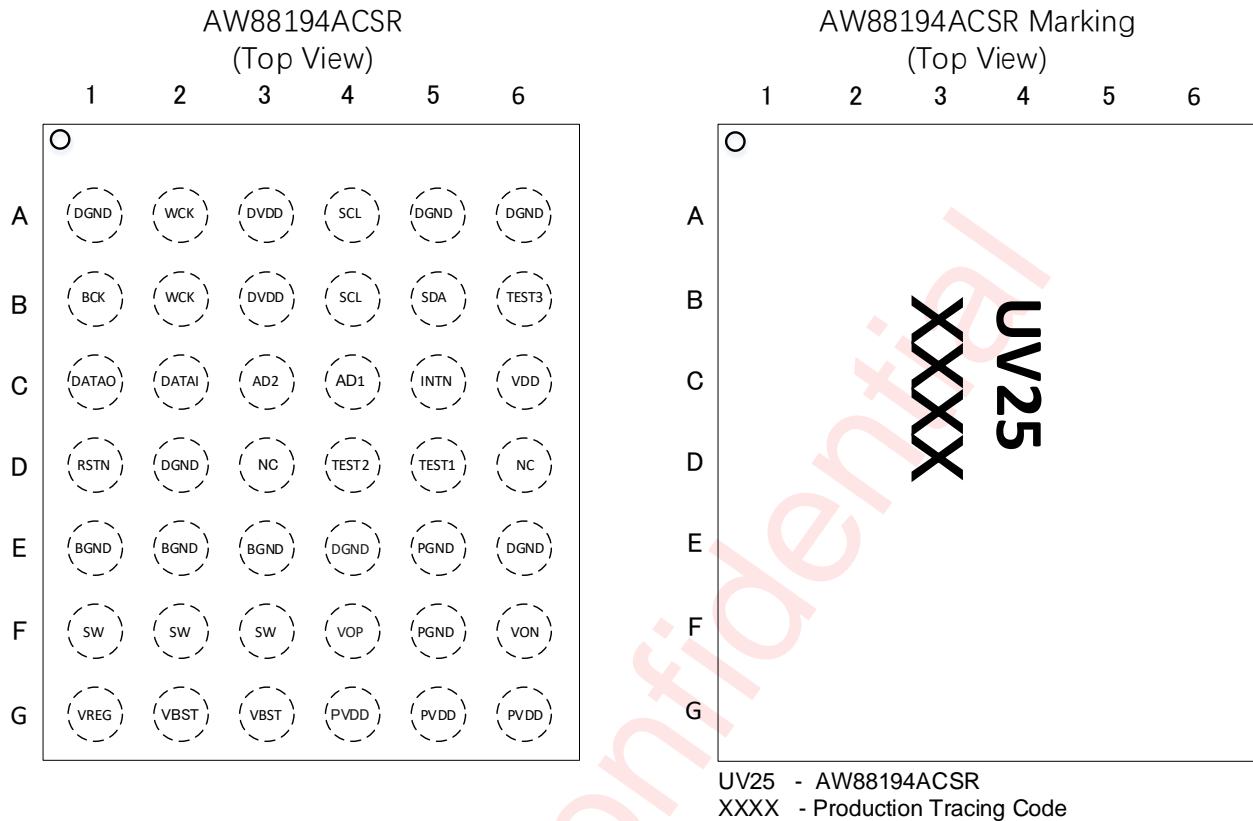 AW88194ACSR
(Top View)
1 2 3 4 5 6
A DGND WCK DVDD SCL DGND DGND
B BCK WCK DVDD SCL SDA TEST3
C DATAO DATAI AD2 AD1 INTN VDD
D RSTN DGND NC TEST2 TEST1 NC
E BGND BGND BGND DGND PGND DGND
F SW SW SW VOP PGND VON
G VREG VBST VBST PVDD PVDD PVDD
AW88194ACSR Marking
(Top View)
1 2 3 4 5 6
A
B
C
D
E
F
G
UV25
XXXX
UV25 - AW88194ACSR
XXXX - Production Tracing Code
onfidential